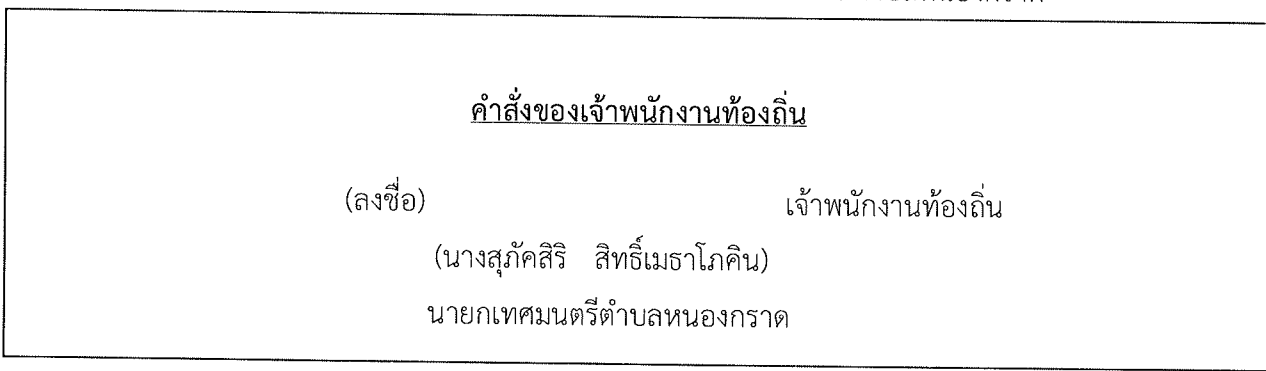 คำสั่งของเจ้าพนักงานท้องถิ่น
(ลงชื่อ) เจ้าพนักงานท้องถิ่น
(นางสุภัคสิริ สิทธิ์เมธาโภคิน)
นายกเทศมนตรีตำบลหนองกราด